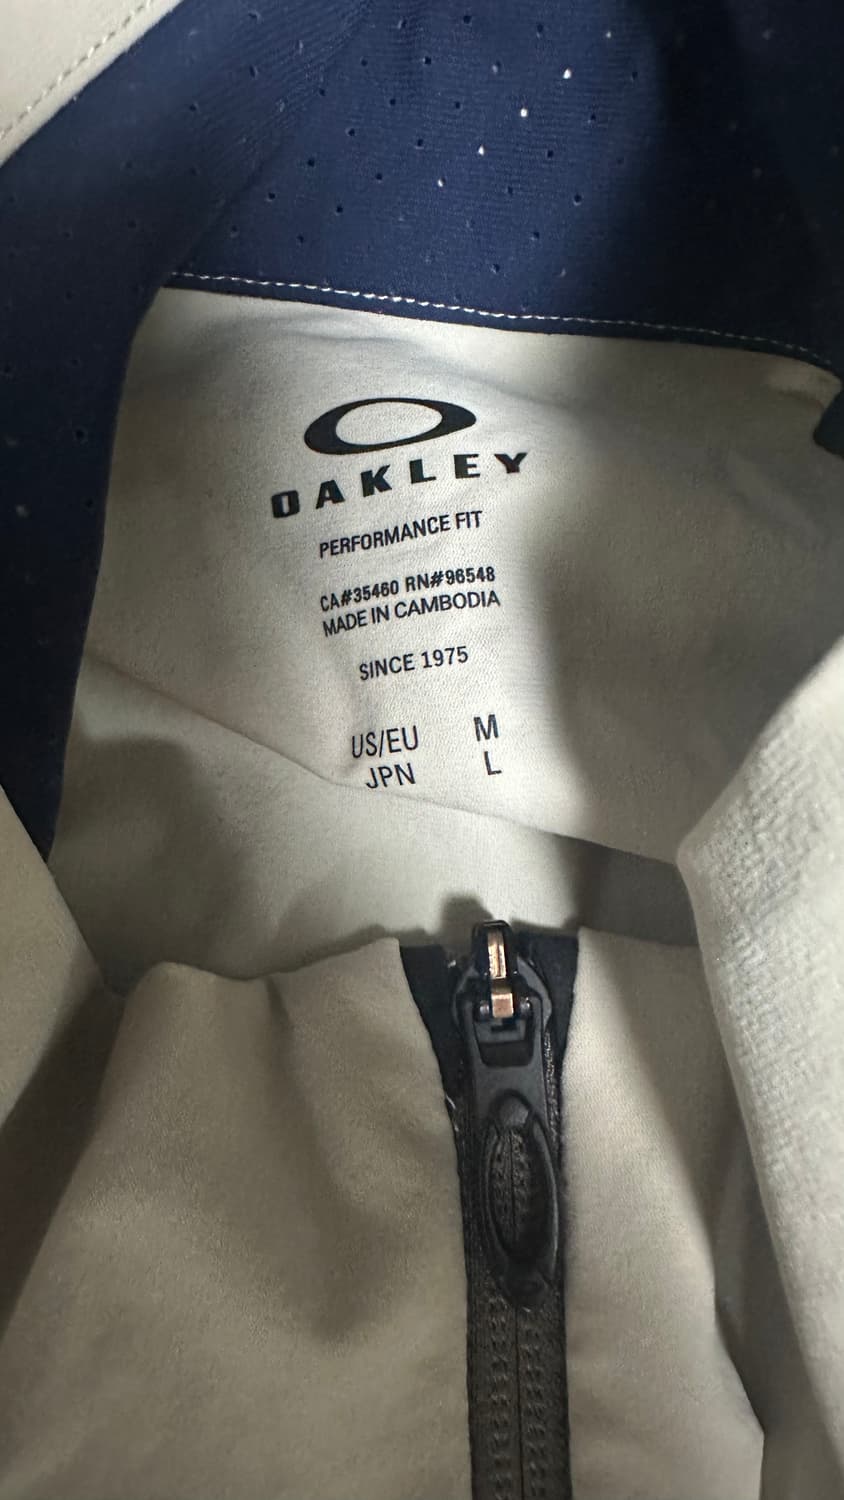 OAKLEY
PERFORMANCE FIT
CA#35460 RN#96548
MADE IN CAMBODIA
SINCE 1975
US/EU M
JPN L